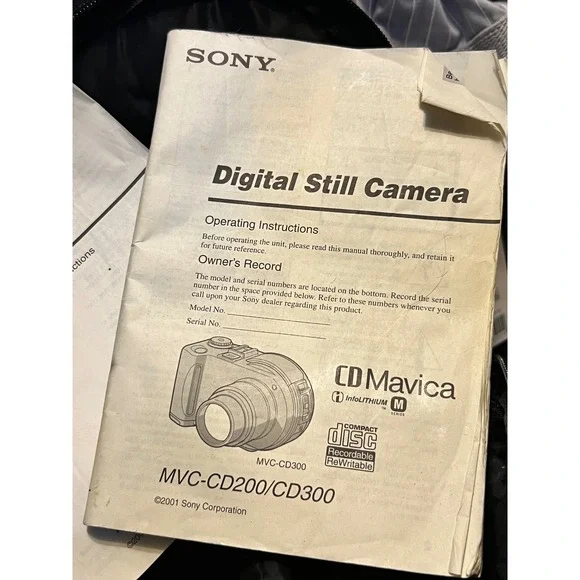 SONY®
Digital Still Camera
Operating Instructions
Before operating the unit, please read this manual thoroughly, and retain it
for future reference.
Owner's Record
The model and serial numbers are located on the bottom. Record the serial
number in the space provided below. Refer to these numbers whenever you
call upon your Sony dealer regarding this product.
Model No.
Serial No.
CD Mavica
InfoLITHIUM™ M SERIES
COMPACT
disc
Recordable
ReWritable
MVC-CD300
MVC-CD200/CD300
©2001 Sony Corporation